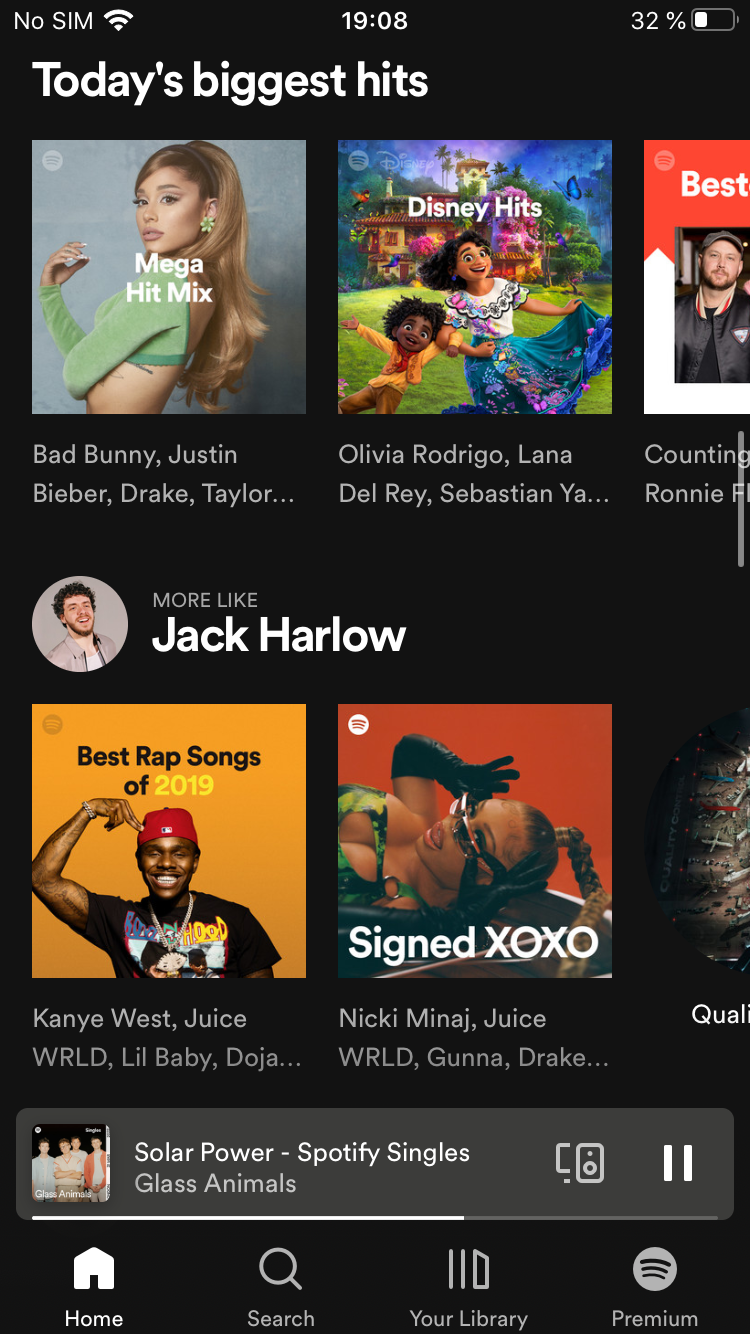 No SIM 19:08 32 %
Today's biggest hits
Mega
Hit Mix
Disney
Disney Hits
Best
Bad Bunny, Justin
Bieber, Drake, Taylor...
Olivia Rodrigo, Lana
Del Rey, Sebastian Ya...
Counting
Ronnie
MORE LIKE
Jack Harlow
Best Rap Songs
of 2019
Signed XOXO
QUALITY
Kanye West, Juice
WRLD, Lil Baby, Doja...
Nicki Minaj, Juice
WRLD, Gunna, Drake...
Quali
Singles
Glass Animals
Solar Power - Spotify Singles
Glass Animals
Home Search Your Library Premium